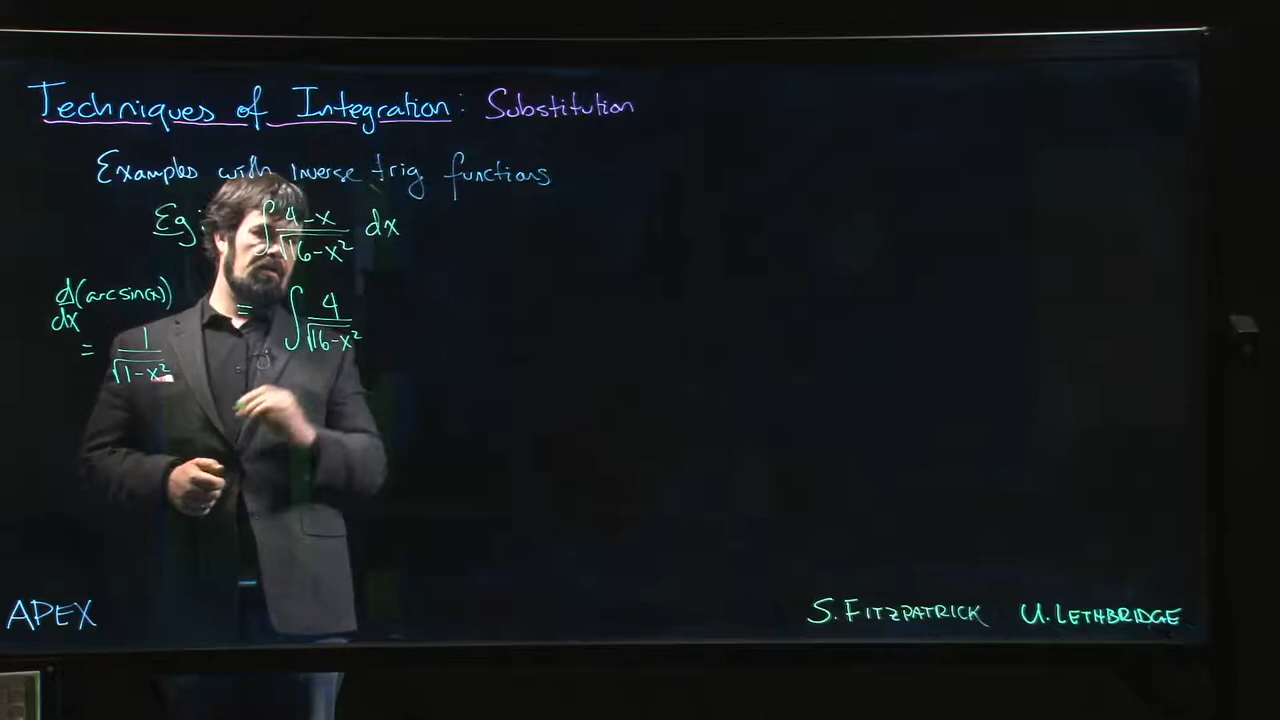 Techniques of Integration: Substitution
Examples with inverse trig functions
Eg: ∫ (4-x)/√(16-x²) dx
d/dx (arcsin(x))
= 1/√(1-x²)
= ∫ 4/√(16-x²)
APEX
S. FITZPATRICK U. LETHBRIDGE